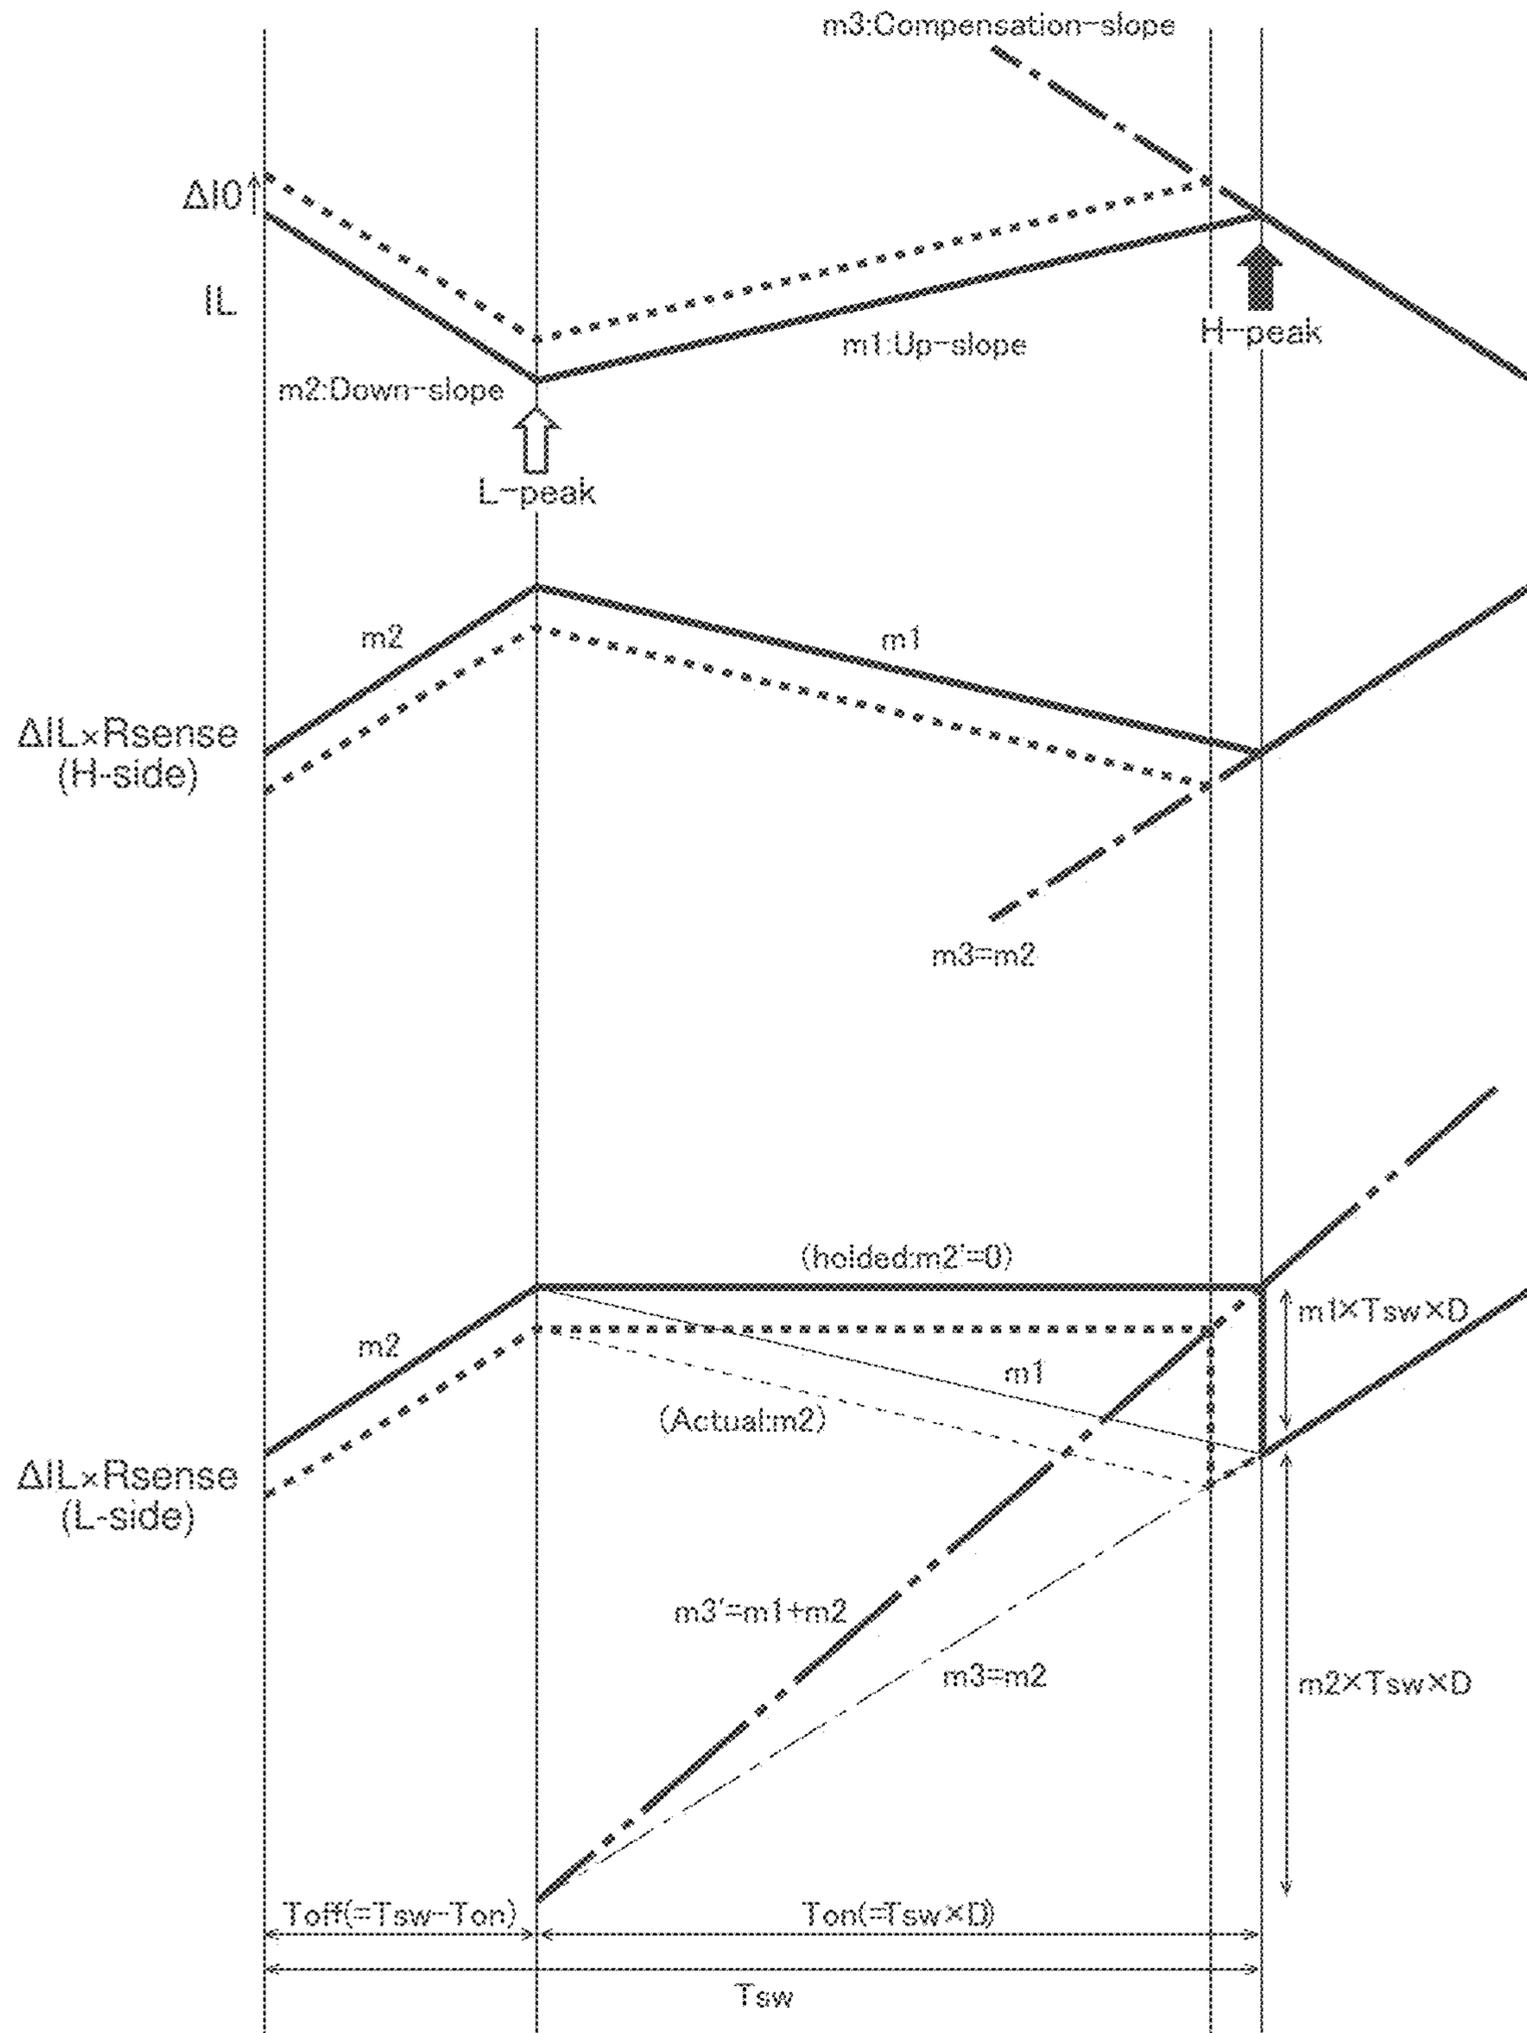 m3:Compensation-slope
ΔI0
IL
m1:Up-slope
H-peak
m2:Down-slope
L-peak
m2
m1
ΔIL×Rsense
(H-side)
m3=m2
(holded:m2'=0)
m1×Tsw×D
m2
m1
(Actual:m2)
ΔIL×Rsense
(L-side)
m3'=m1+m2
m3=m2
m2×Tsw×D
Toff(=Tsw-Ton)
Ton(=Tsw×D)
Tsw